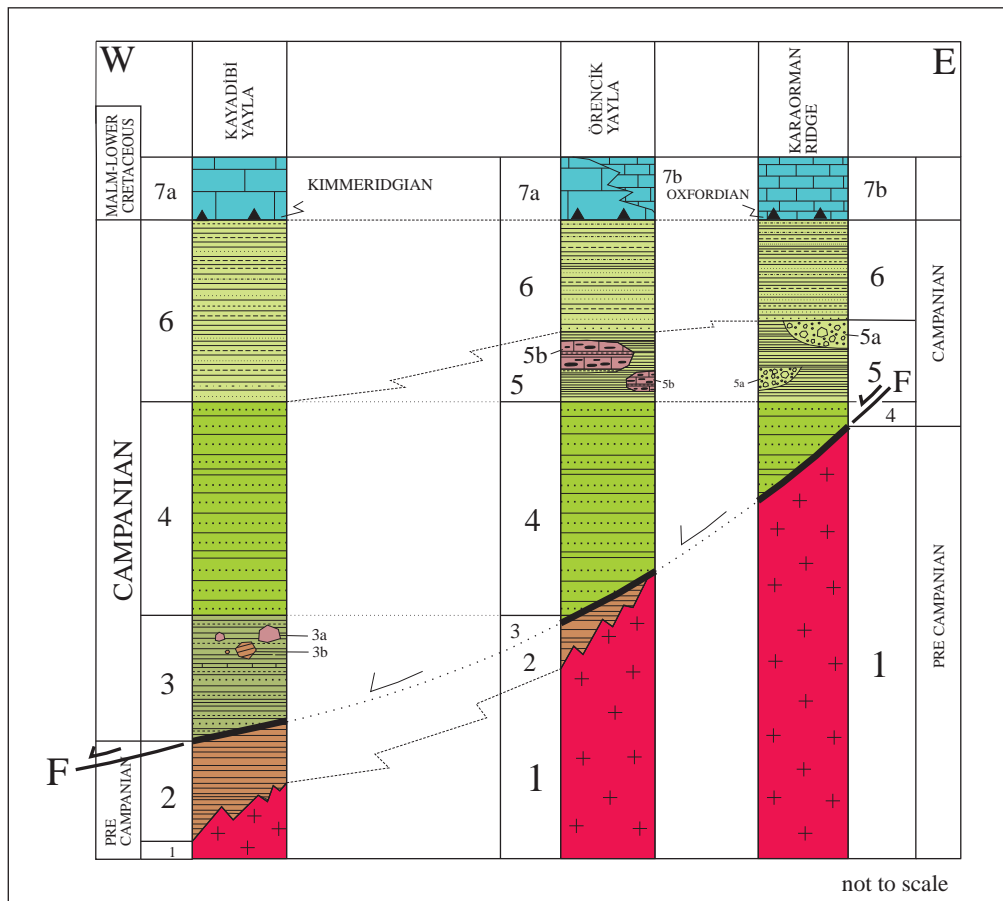 W
E
KAYADİBİ
YAYLA
ÖRENCİK
YAYLA
KARAORMAN
RIDGE
MALM-LOWER
CRETACEOUS
7a
KIMMERIDGIAN
7a
7b
OXFORDIAN
7b
6
6
6
5b
5
5b
5a
5a
5
F
4
CAMPANIAN
CAMPANIAN
4
4
3
3a
3b
3
2
1
1
PRE CAMPANIAN
F
PRE
CAMPANIAN
2
1
not to scale